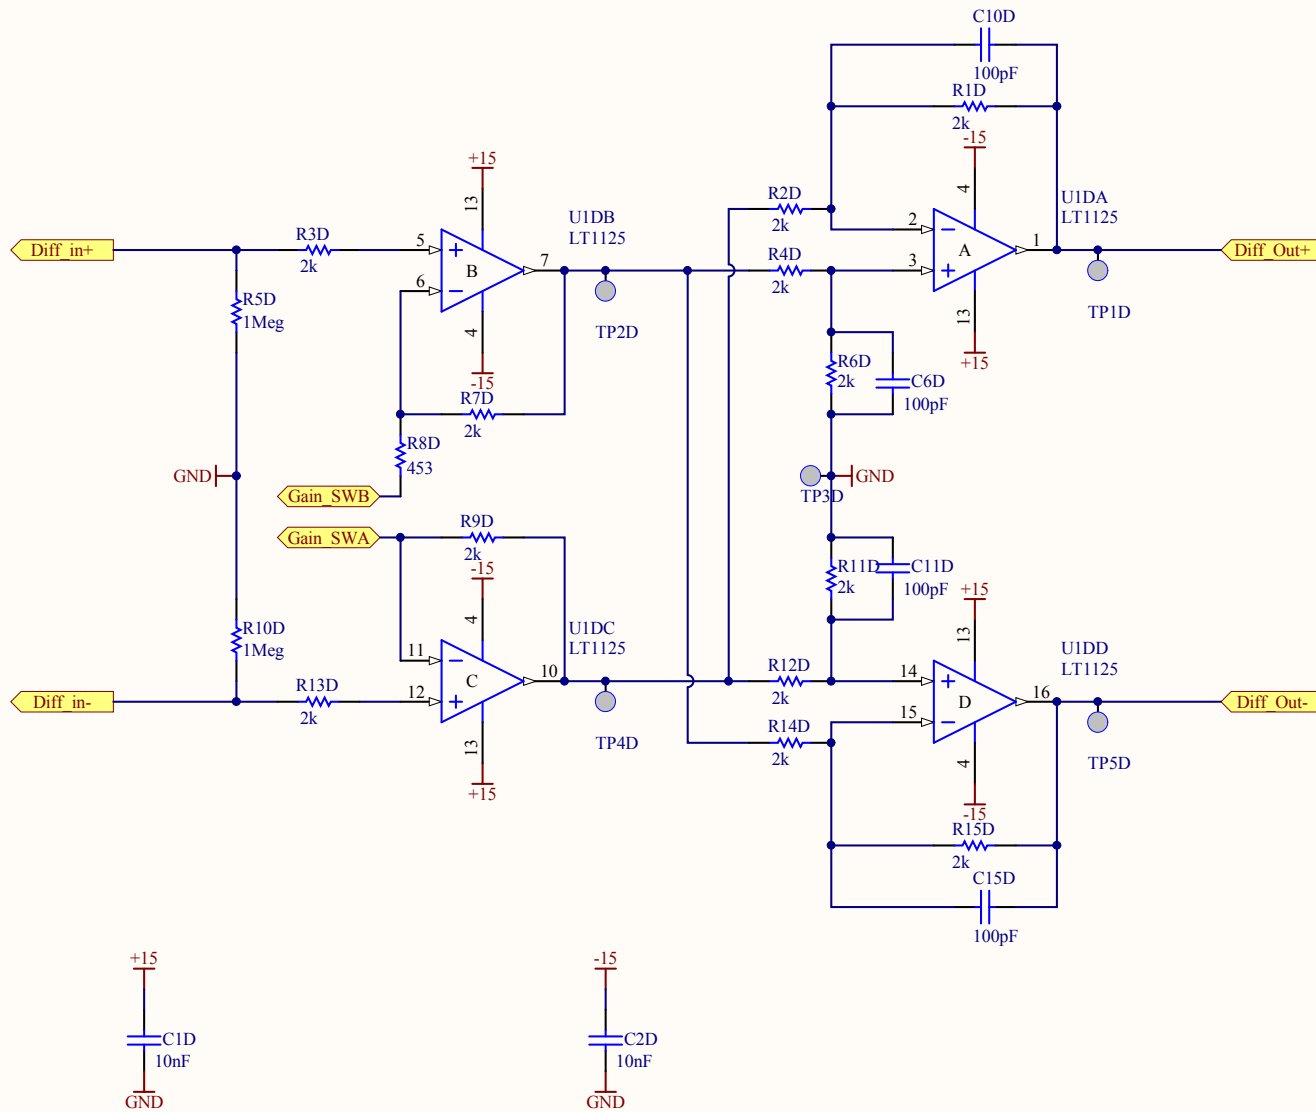 C10D
100pF
R1D
2k
-15
4
U1DA
LT1125
2
3
A
1
Diff_Out+
TP1D
13
+15
+15
13
U1DB
LT1125
R2D
2k
R4D
2k
Diff_in+
R3D
2k
5
6
B
7
TP2D
4
-15
R5D
1Meg
R7D
2k
R8D
453
R6D
2k
C6D
100pF
GND
GND
TP3D
Gain_SWB
Gain_SWA
R9D
2k
-15
4
R11D
2k
C11D
100pF
+15
13
R10D
1Meg
U1DC
LT1125
11
12
C
10
R12D
2k
14
15
D
16
U1DD
LT1125
Diff_in-
R13D
2k
13
+15
TP4D
R14D
2k
Diff_Out-
TP5D
4
-15
R15D
2k
C15D
100pF
+15
C1D
10nF
GND
-15
C2D
10nF
GND